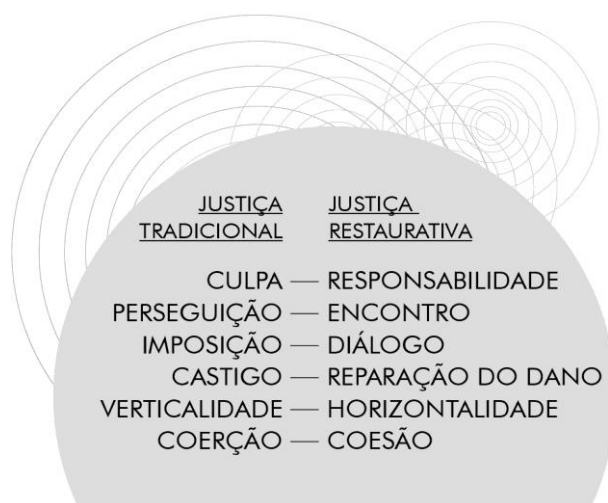 JUSTIÇA JUSTIÇA
TRADICIONAL RESTAURATIVA
CULPA — RESPONSABILIDADE
PERSEGUIÇÃO — ENCONTRO
IMPOSIÇÃO — DIÁLOGO
CASTIGO — REPARAÇÃO DO DANO
VERTICALIDADE — HORIZONTALIDADE
COERÇÃO — COESÃO